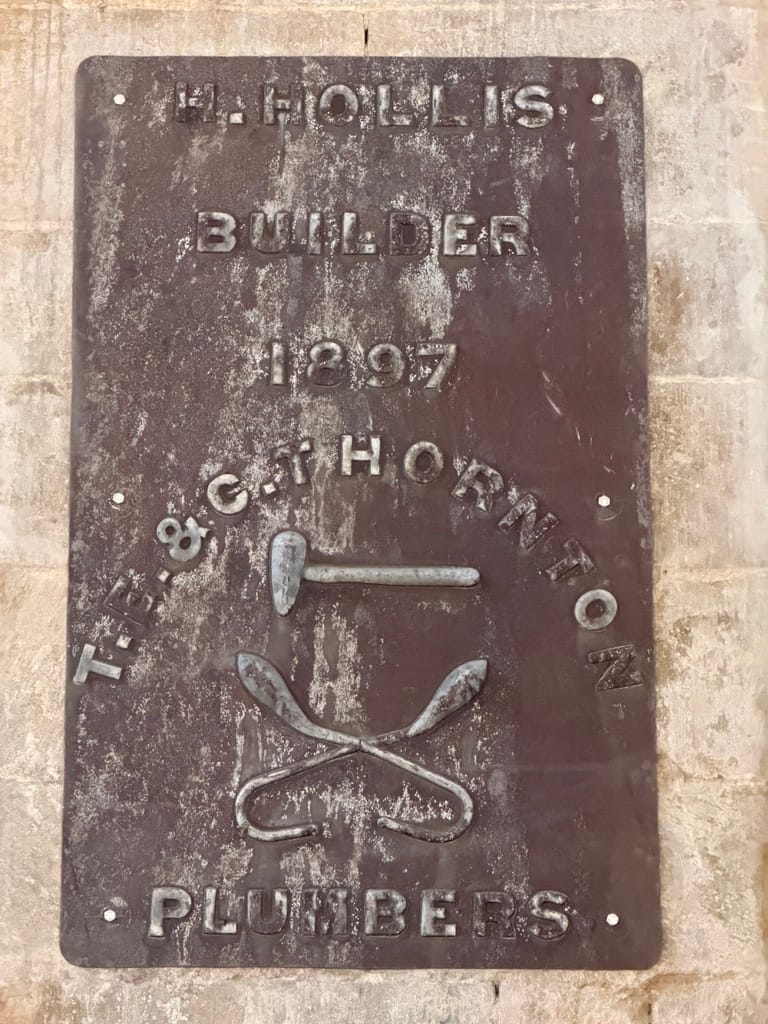 H. HOLLIS
BUILDER
1897
T. E. & C. THORNTON
PLUMBERS